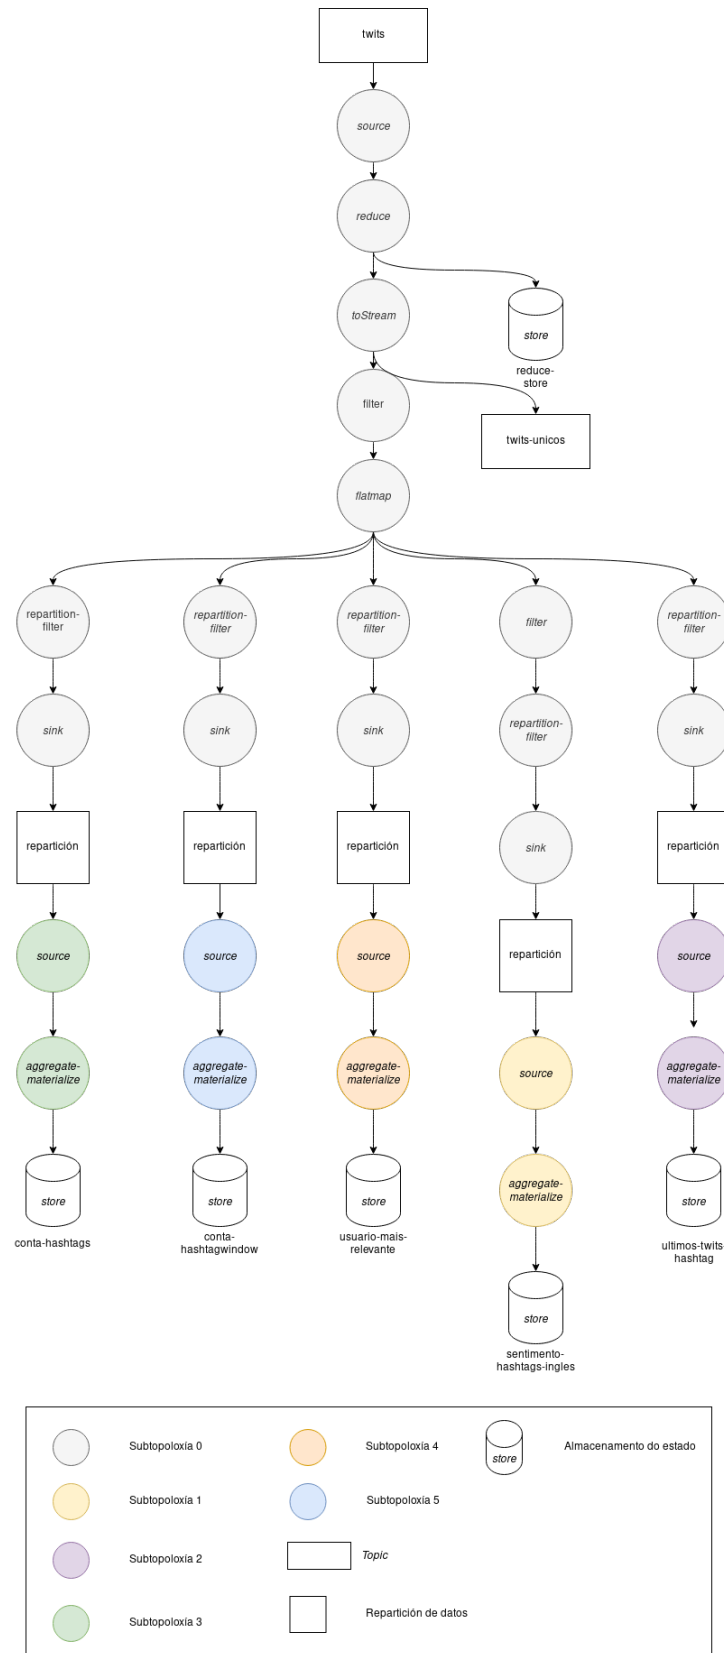 twits
source
reduce
toStream
store
reduce-
store
filter
twits-unicos
flatmap
repartition-
filter
repartition-
filter
repartition-
filter
filter
repartition-
filter
sink
sink
sink
repartition-
filter
sink
repartición
repartición
repartición
sink
repartición
source
source
source
repartición
source
aggregate-
materialize
aggregate-
materialize
aggregate-
materialize
source
aggregate-
materialize
store
conta-hashtags
store
conta-
hashtagwindow
store
usuario-mais-
relevante
aggregate-
materialize
store
ultimos-twits-
hashtag
store
sentimento-
hashtags-ingles
Subtopoloxía 0
Subtopoloxía 4
store
Almacenamento do estado
Subtopoloxía 1
Subtopoloxía 5
Subtopoloxía 2
Topic
Subtopoloxía 3
Repartición de datos